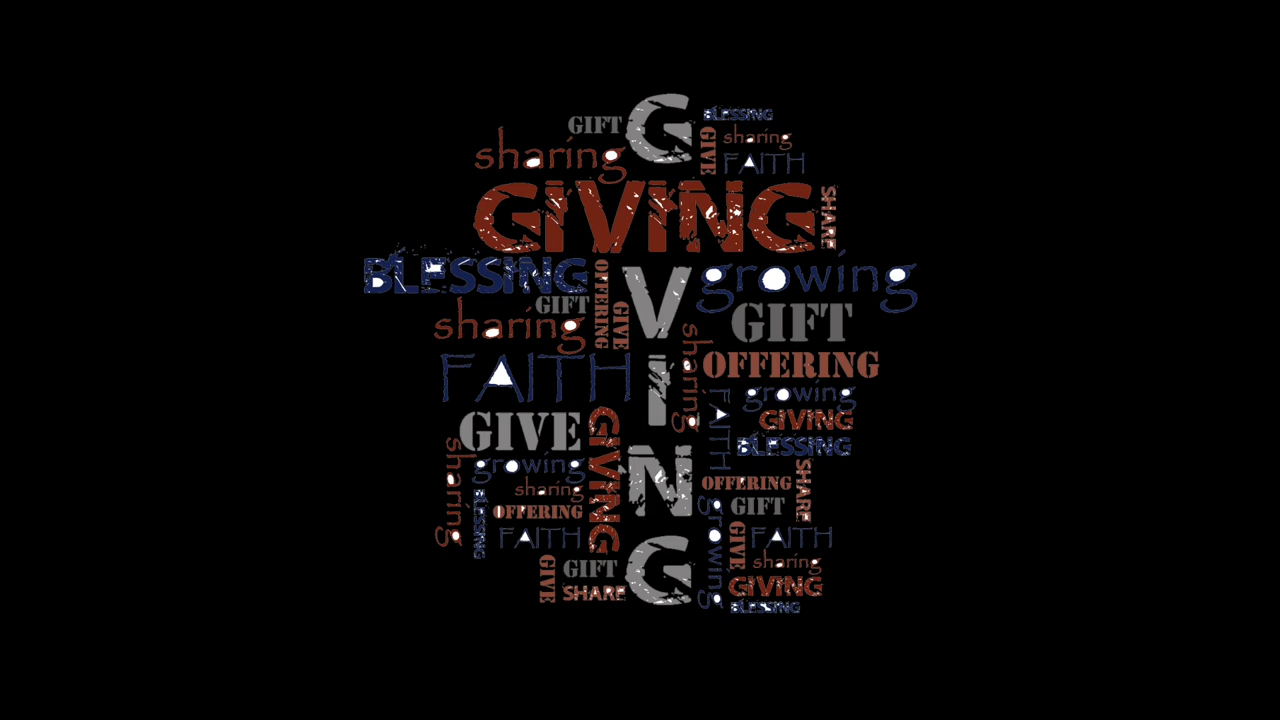 GIFT
G
BLESSING
sharing
GIVE
sharing
FAITH
GIVING
SHARE
BLESSING
OFFERING
V
growing
GIFT
GIVE
sharing
GIFT
sharing
OFFERING
FAITH
I
FAITH
growing
GIVING
BLESSING
GIVE
GIVING
sharing
growing
sharing
BLESSING
OFFERING
FAITH
N
OFFERING
SHARE
growing
GIFT
GIVE
FAITH
sharing
GIVE
GIFT
SHARE
G
GIVING
BLESSING